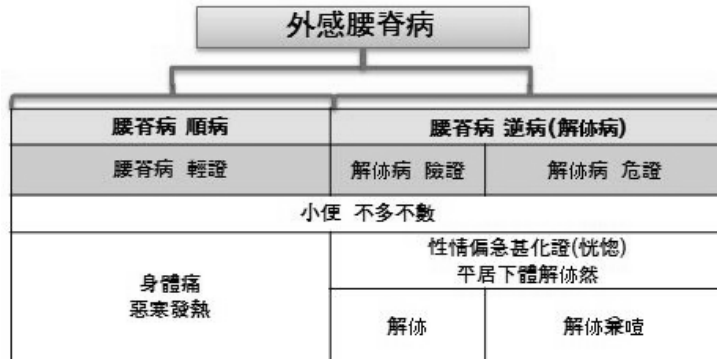 外感腰脊病
腰脊病 順病 腰脊病 逆病(解㑊病)
腰脊病 輕證 解㑊病 險證 解㑊病 危證
小便 不多不數
性情偏急甚化證(恍惚)
平居下體解㑊然
身體痛
惡寒發熱
解㑊 解㑊兼噎